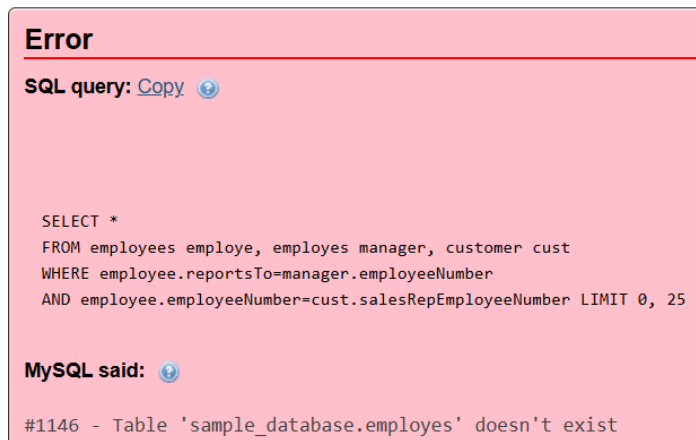 Error
SQL query: Copy
SELECT *
FROM employees employe, employes manager, customer cust
WHERE employee.reportsTo=manager.employeeNumber
AND employee.employeeNumber=cust.salesRepEmployeeNumber LIMIT 0, 25
MySQL said:
#1146 - Table 'sample_database.employes' doesn't exist